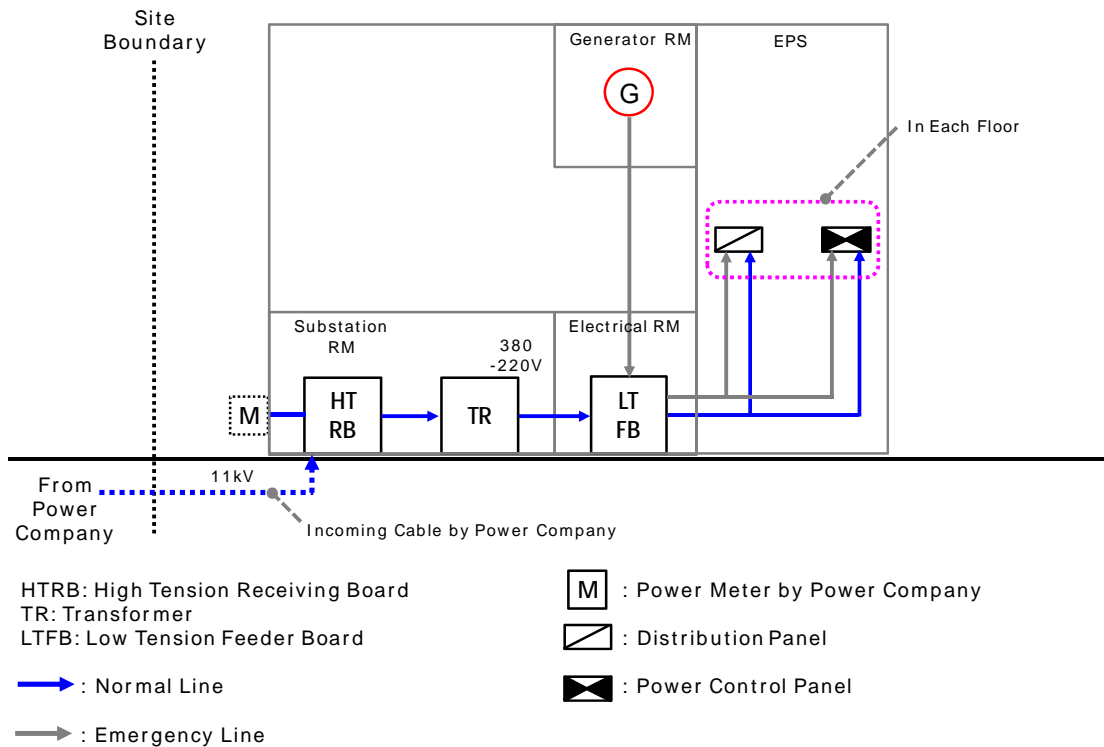 Site
Boundary
Generator RM
EPS
G
In Each Floor
Substation
RM
380
-220V
Electrical RM
M
HT
RB
TR
LT
FB
11kV
From
Power
Company
Incoming Cable by Power Company
HTRB: High Tension Receiving Board
TR: Transformer
LTFB: Low Tension Feeder Board
: Normal Line
: Emergency Line
M : Power Meter by Power Company
: Distribution Panel
: Power Control Panel